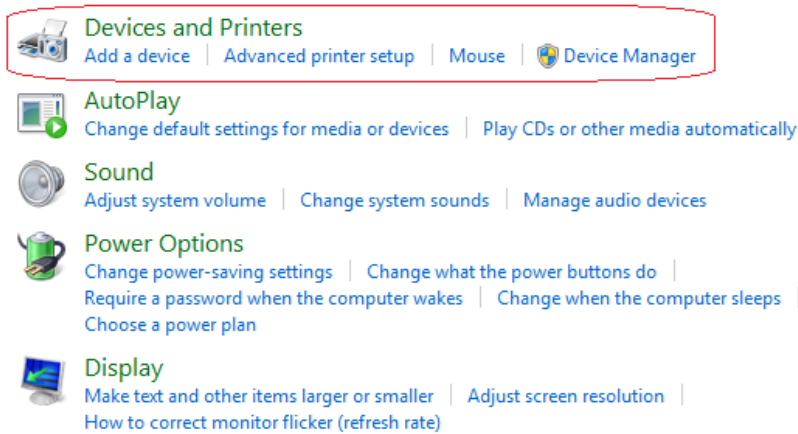 Devices and Printers
Add a device | Advanced printer setup | Mouse | Device Manager
AutoPlay
Change default settings for media or devices | Play CDs or other media automatically
Sound
Adjust system volume | Change system sounds | Manage audio devices
Power Options
Change power-saving settings | Change what the power buttons do |
Require a password when the computer wakes | Change when the computer sleeps |
Choose a power plan
Display
Make text and other items larger or smaller | Adjust screen resolution |
How to correct monitor flicker (refresh rate)